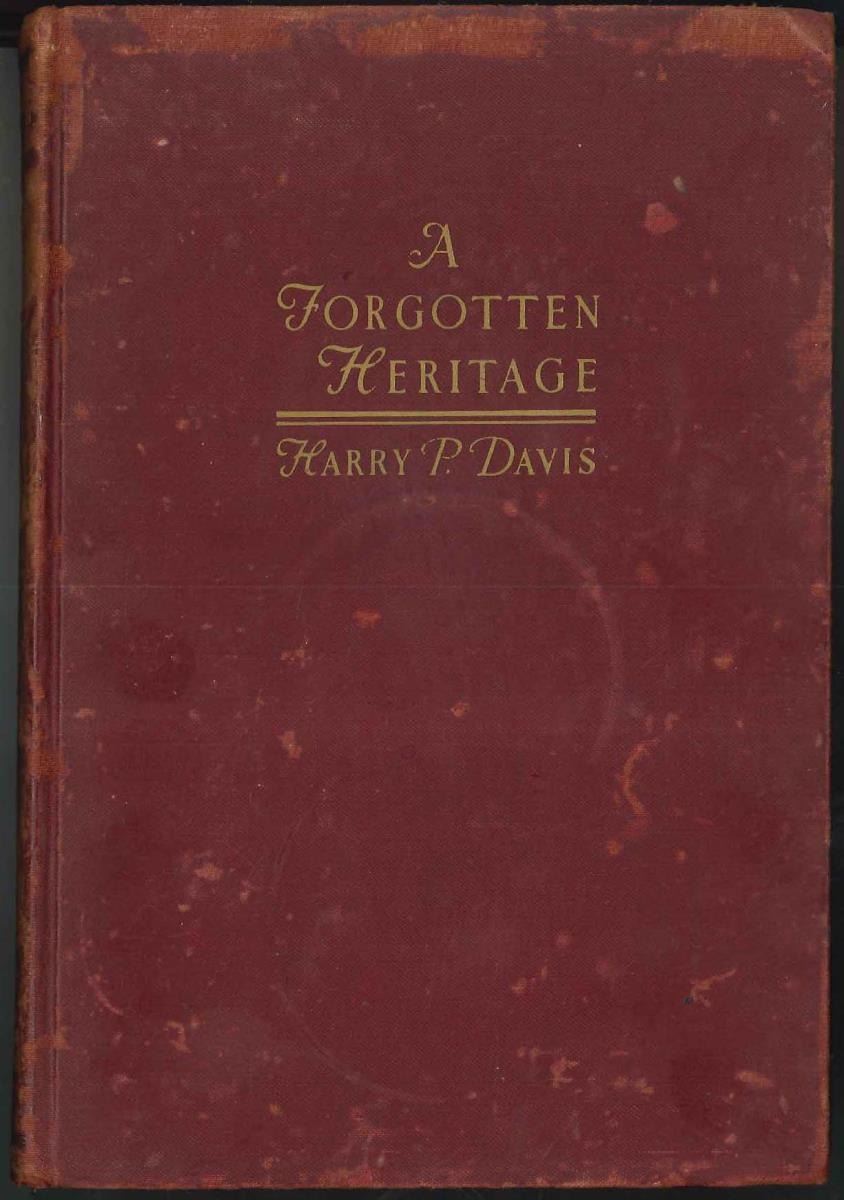 A
FORGOTTEN
HERITAGE
HARRY P. DAVIS